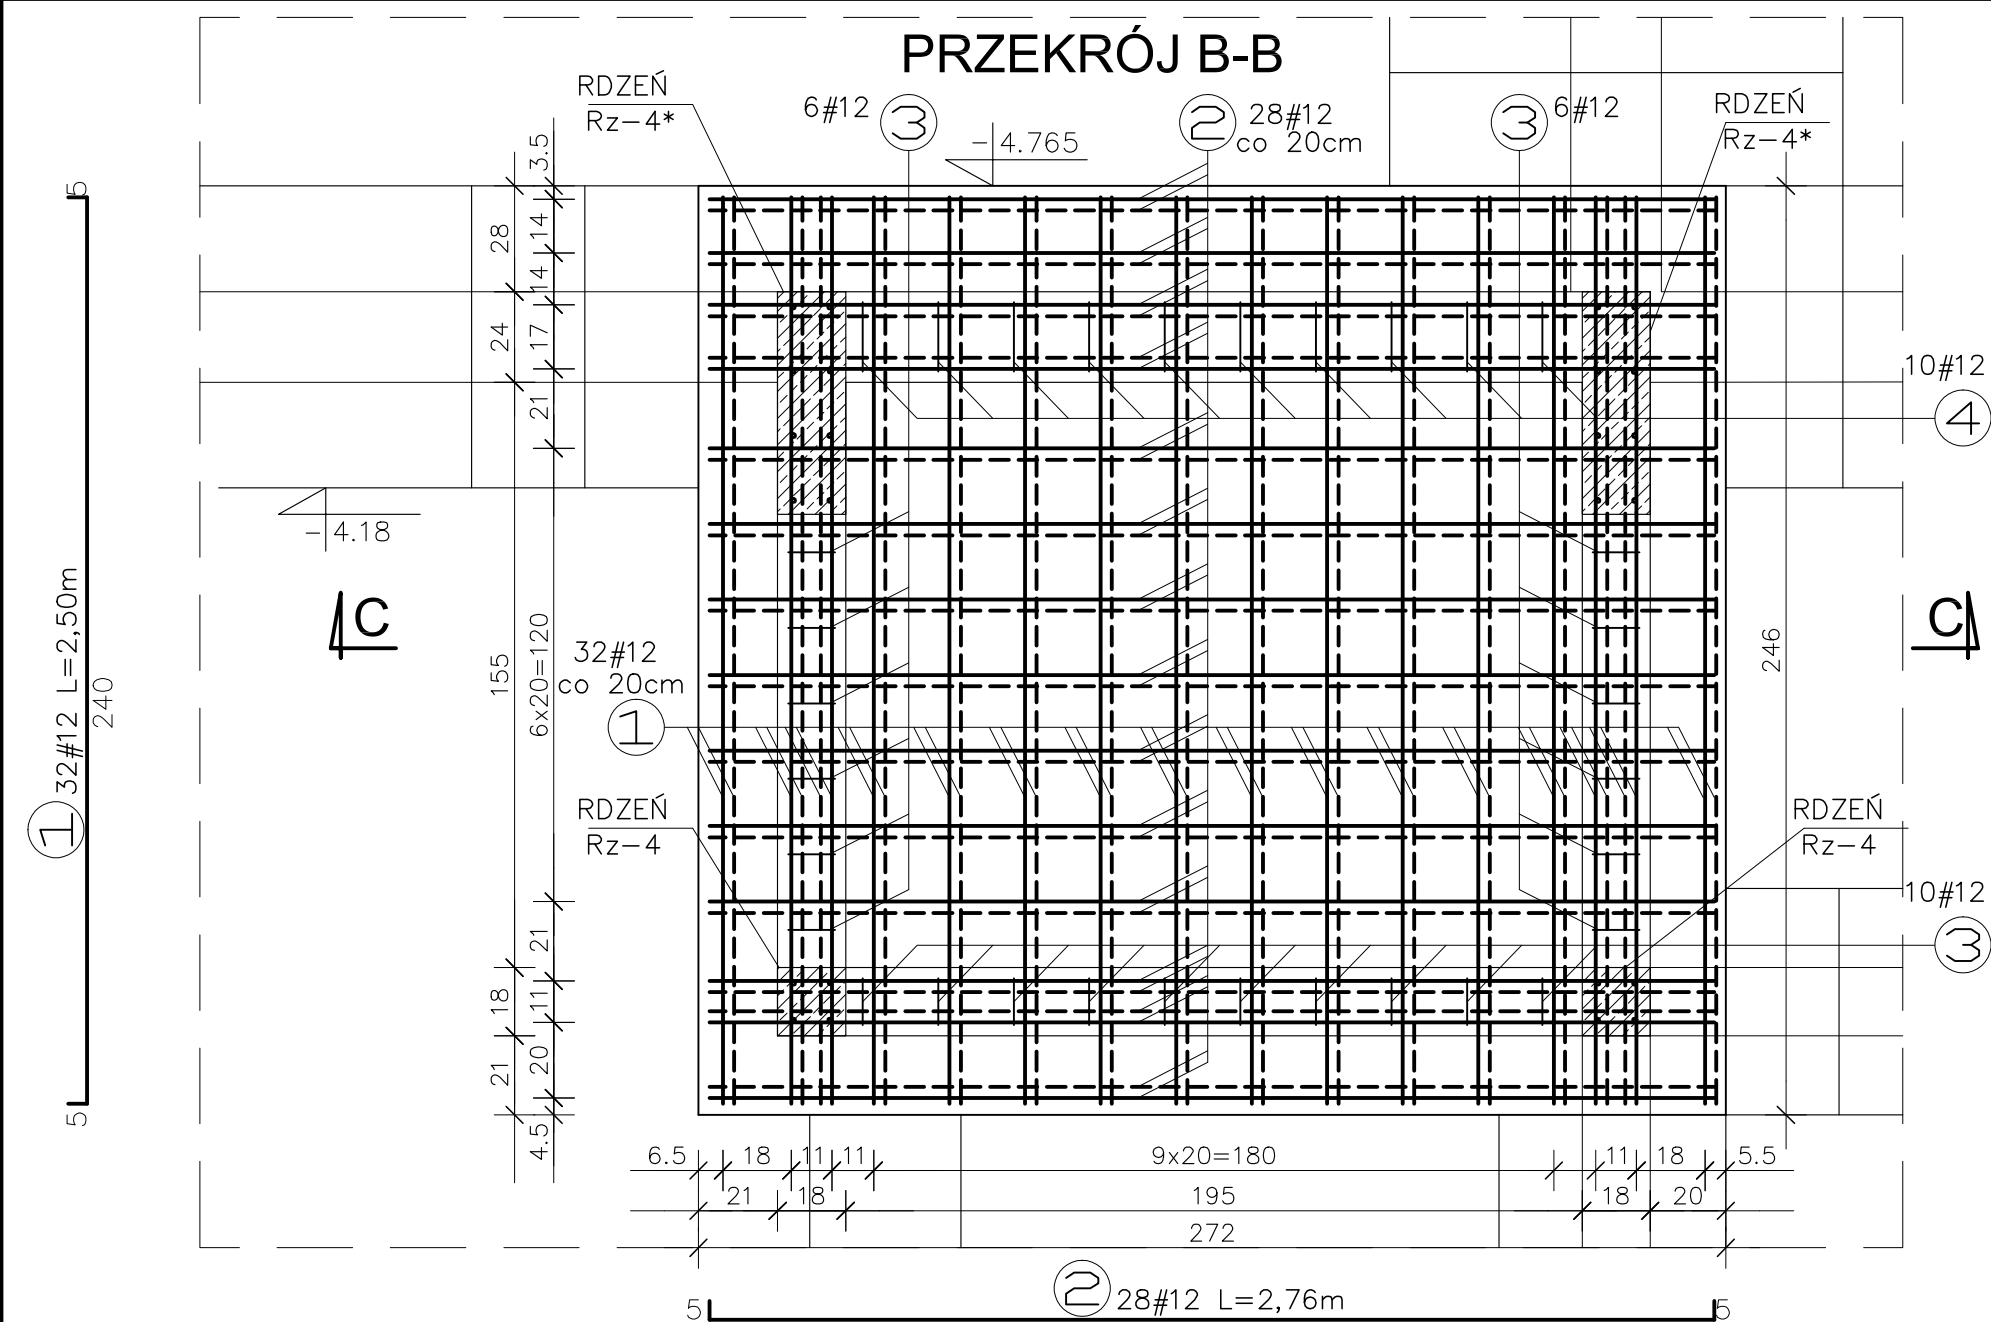 PRZEKRÓJ B-B
RDZEŃ
Rz-4*
6#12
3
2
28#12
co 20cm
3
6#12
RDZEŃ
Rz-4*
-4.765
3.5
28
14
14
24
17
21
10#12
4
-4.18
C
C
155
6x20=120
246
32#12
co 20cm
1
1
32#12 L=2,50m
240
5
5
RDZEŃ
Rz-4
RDZEŃ
Rz-4
10#12
3
21
18
11
21
20
4.5
6.5
18
11
11
9x20=180
11
18
5.5
21
18
195
18
20
272
2
28#12 L=2,76m
5
5